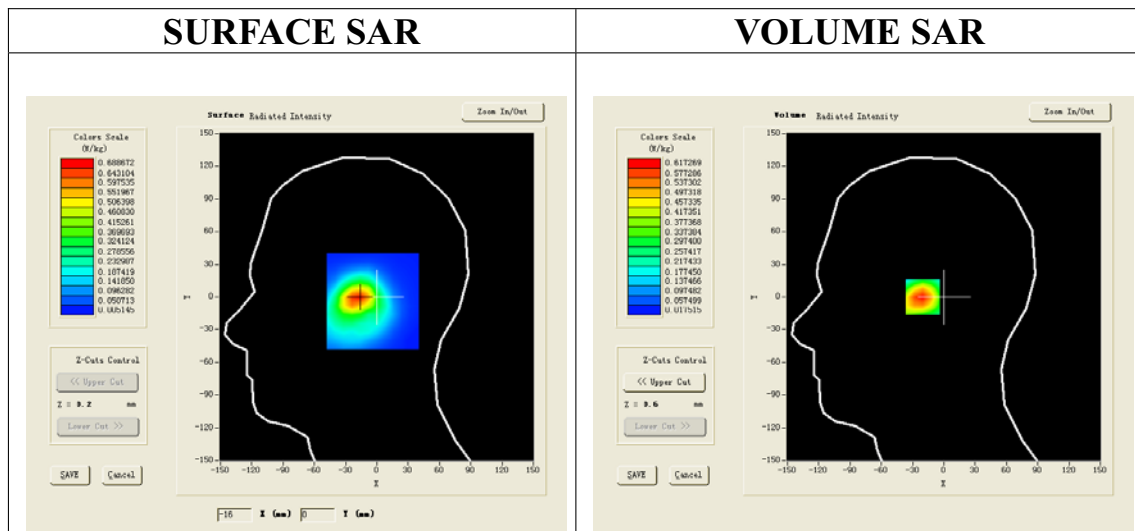 SURFACE SAR
VOLUME SAR
Surface Radiated Intensity
Zoom In/Out
Colors Scale
(W/kg)
0.688672
0.643104
0.597535
0.551967
0.506398
0.460830
0.415261
0.369693
0.324124
0.278556
0.232987
0.187419
0.141850
0.096282
0.050713
0.005145
150
120
90
60
30
0
-30
-60
-90
-120
-150
Y
-150 -120 -90 -60 -30 0 30 60 90 120 150
X
Z-Cuts Control
<< Upper Cut
mm
Lower Cut >>
SAVE Cancel
-16 X (mm) 0 Y (mm)
Volume Radiated Intensity
Zoom In/Out
Colors Scale
(W/kg)
0.617269
0.577286
0.537302
0.497318
0.457335
0.417351
0.377368
0.337384
0.297400
0.257417
0.217433
0.177450
0.137466
0.097482
0.057499
0.017515
150
120
90
60
30
0
-30
-60
-90
-120
-150
Y
-150 -120 -90 -60 -30 0 30 60 90 120 150
X
Z-Cuts Control
<< Upper Cut
mm
Lower Cut >>
SAVE Cancel